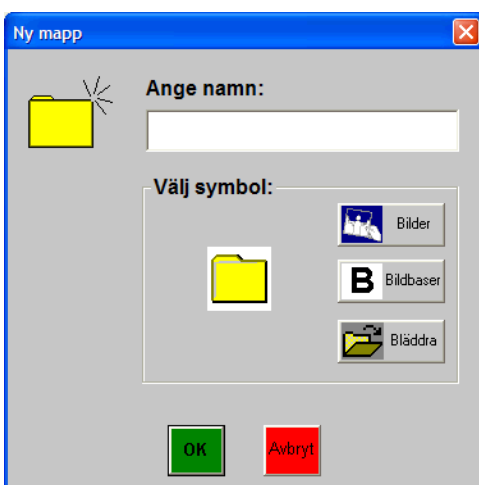 Ny mapp
Ange namn:
Välj symbol:
Bilder
B Bildbaser
Bläddra
OK
Avbryt